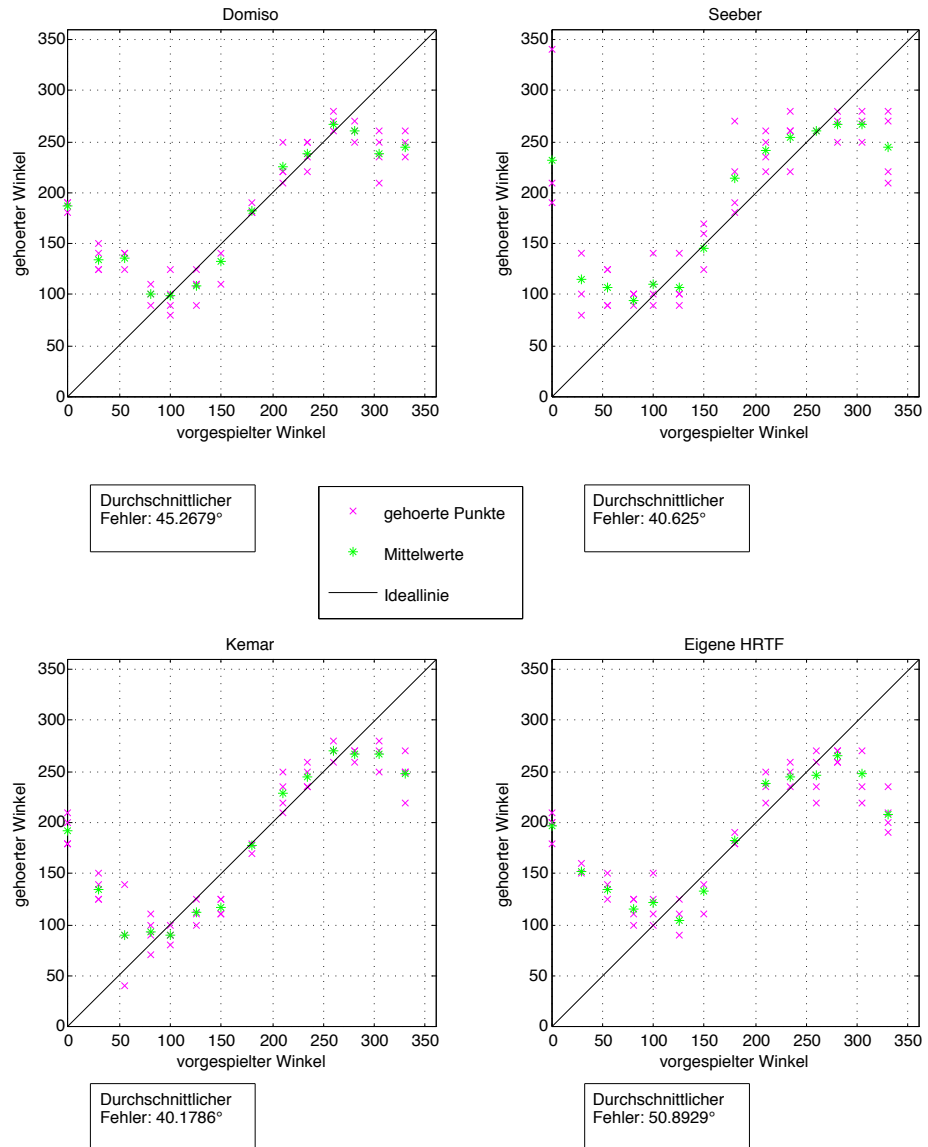 Domiso
350
300
250
200
150
100
50
0
0 50 100 150 200 250 300 350
gehoerter Winkel
vorgespielter Winkel
Seeber
350
300
250
200
150
100
50
0
0 50 100 150 200 250 300 350
gehoerter Winkel
vorgespielter Winkel
Durchschnittlicher
Fehler: 45.2679°
gehoerte Punkte
Mittelwerte
Ideallinie
Durchschnittlicher
Fehler: 40.625°
Kemar
350
300
250
200
150
100
50
0
0 50 100 150 200 250 300 350
gehoerter Winkel
vorgespielter Winkel
Eigene HRTF
350
300
250
200
150
100
50
0
0 50 100 150 200 250 300 350
gehoerter Winkel
vorgespielter Winkel
Durchschnittlicher
Fehler: 40.1786°
Durchschnittlicher
Fehler: 50.8929°